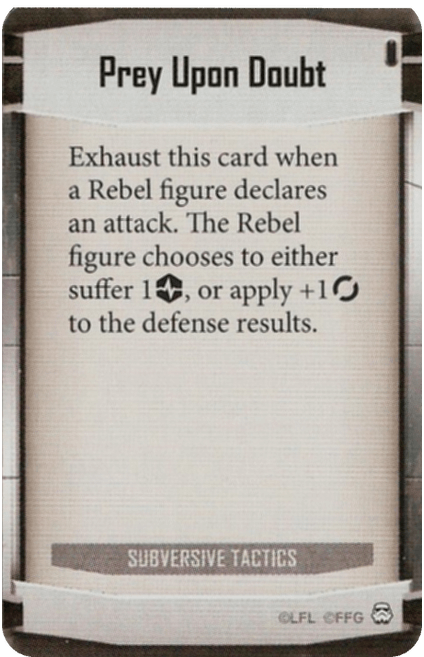 Prey Upon Doubt
Exhaust this card when
a Rebel figure declares
an attack. The Rebel
figure chooses to either
suffer 1, or apply +1
to the defense results.
SUBVERSIVE TACTICS
©LFL ©FFG